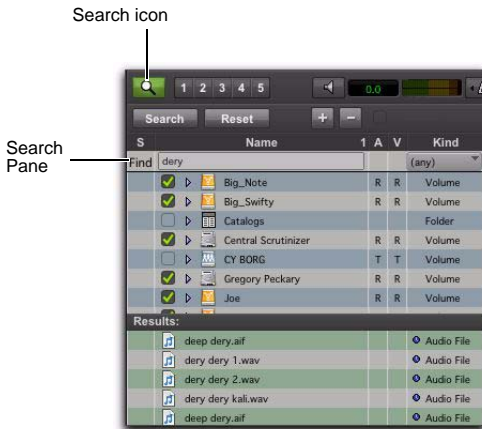 Search icon
1 2 3 4 5 0.0
Search Reset + -
S Name 1 A V Kind
Search Pane
Find dery (any)
Big_Note R R Volume
Big_Swifty R R Volume
Catalogs Folder
Central Scrutinizer R R Volume
CY BORG T T Volume
Gregory Peckary R R Volume
Joe R R Volume
Results:
deep dery.aif Audio File
dery dery 1.wav Audio File
dery dery 2.wav Audio File
dery dery kali.wav Audio File
deep dery.aif Audio File